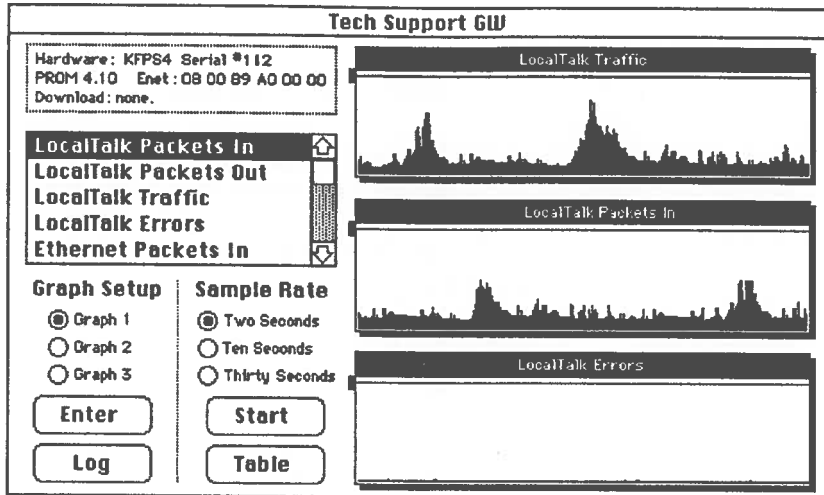 Tech Support GW
Hardware: KFPS4 Serial #112
PROM 4.10 Enet: 08 00 89 A0 00 00
Download: none.
LocalTalk Packets In
LocalTalk Packets Out
LocalTalk Traffic
LocalTalk Errors
Ethernet Packets In
Graph Setup
Graph 1
Graph 2
Graph 3
Enter
Log
Sample Rate
Two Seconds
Ten Seconds
Thirty Seconds
Start
Table
LocalTalk Traffic
LocalTalk Packets In
LocalTalk Errors